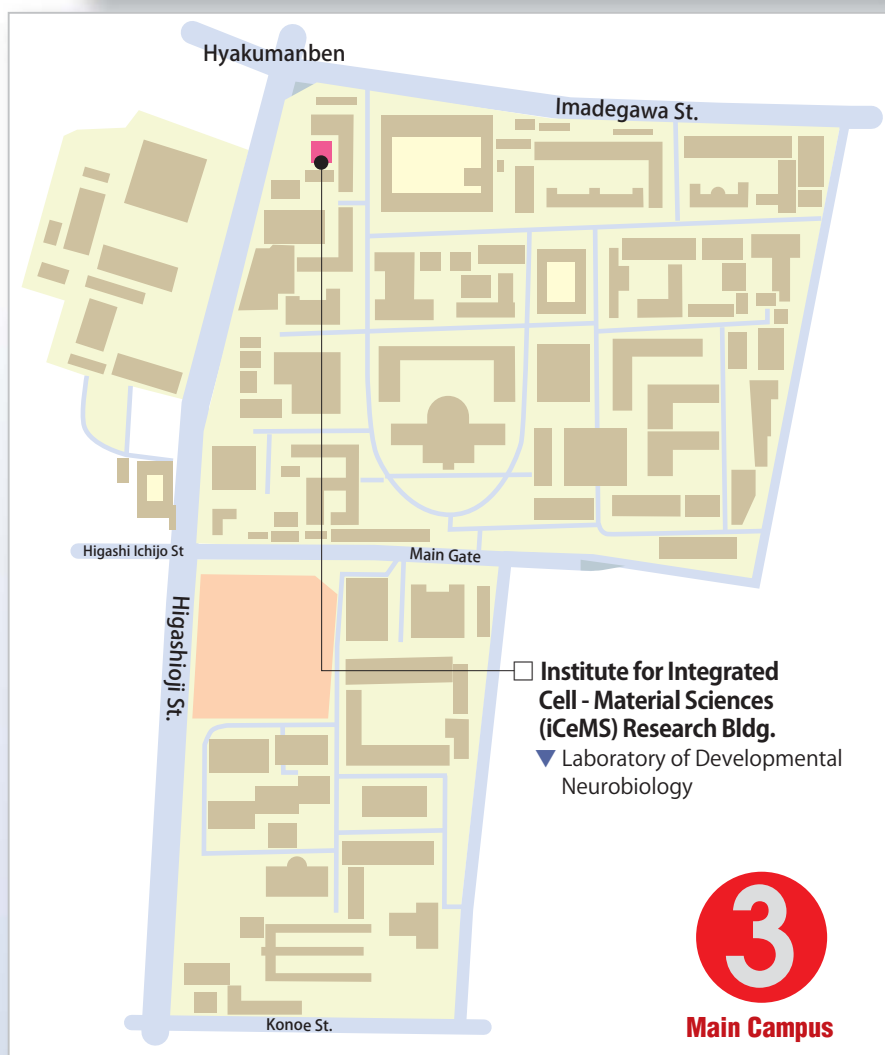 Hyakumanben
Imadegawa St.
Higashi Ichijo St
Main Gate
Higashioji St.
Institute for Integrated
Cell - Material Sciences
(iCeMS) Research Bldg.
▼ Laboratory of Developmental
Neurobiology
3
Main Campus
Konoe St.